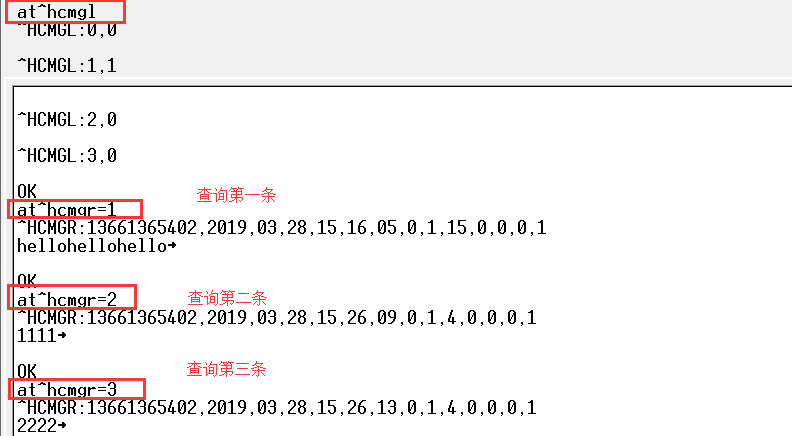 at^hcmgl
^HCMGL:0,0
^HCMGL:1,1
^HCMGL:2,0
^HCMGL:3,0
OK
查询第一条
at^hcmgr=1
^HCMGR:13661365402,2019,03,28,15,16,05,0,1,15,0,0,0,1
hellohellohello→
OK
at^hcmgr=2
查询第二条
^HCMGR:13661365402,2019,03,28,15,26,09,0,1,4,0,0,0,1
1111→
OK
查询第三条
at^hcmgr=3
^HCMGR:13661365402,2019,03,28,15,26,13,0,1,4,0,0,0,1
2222→